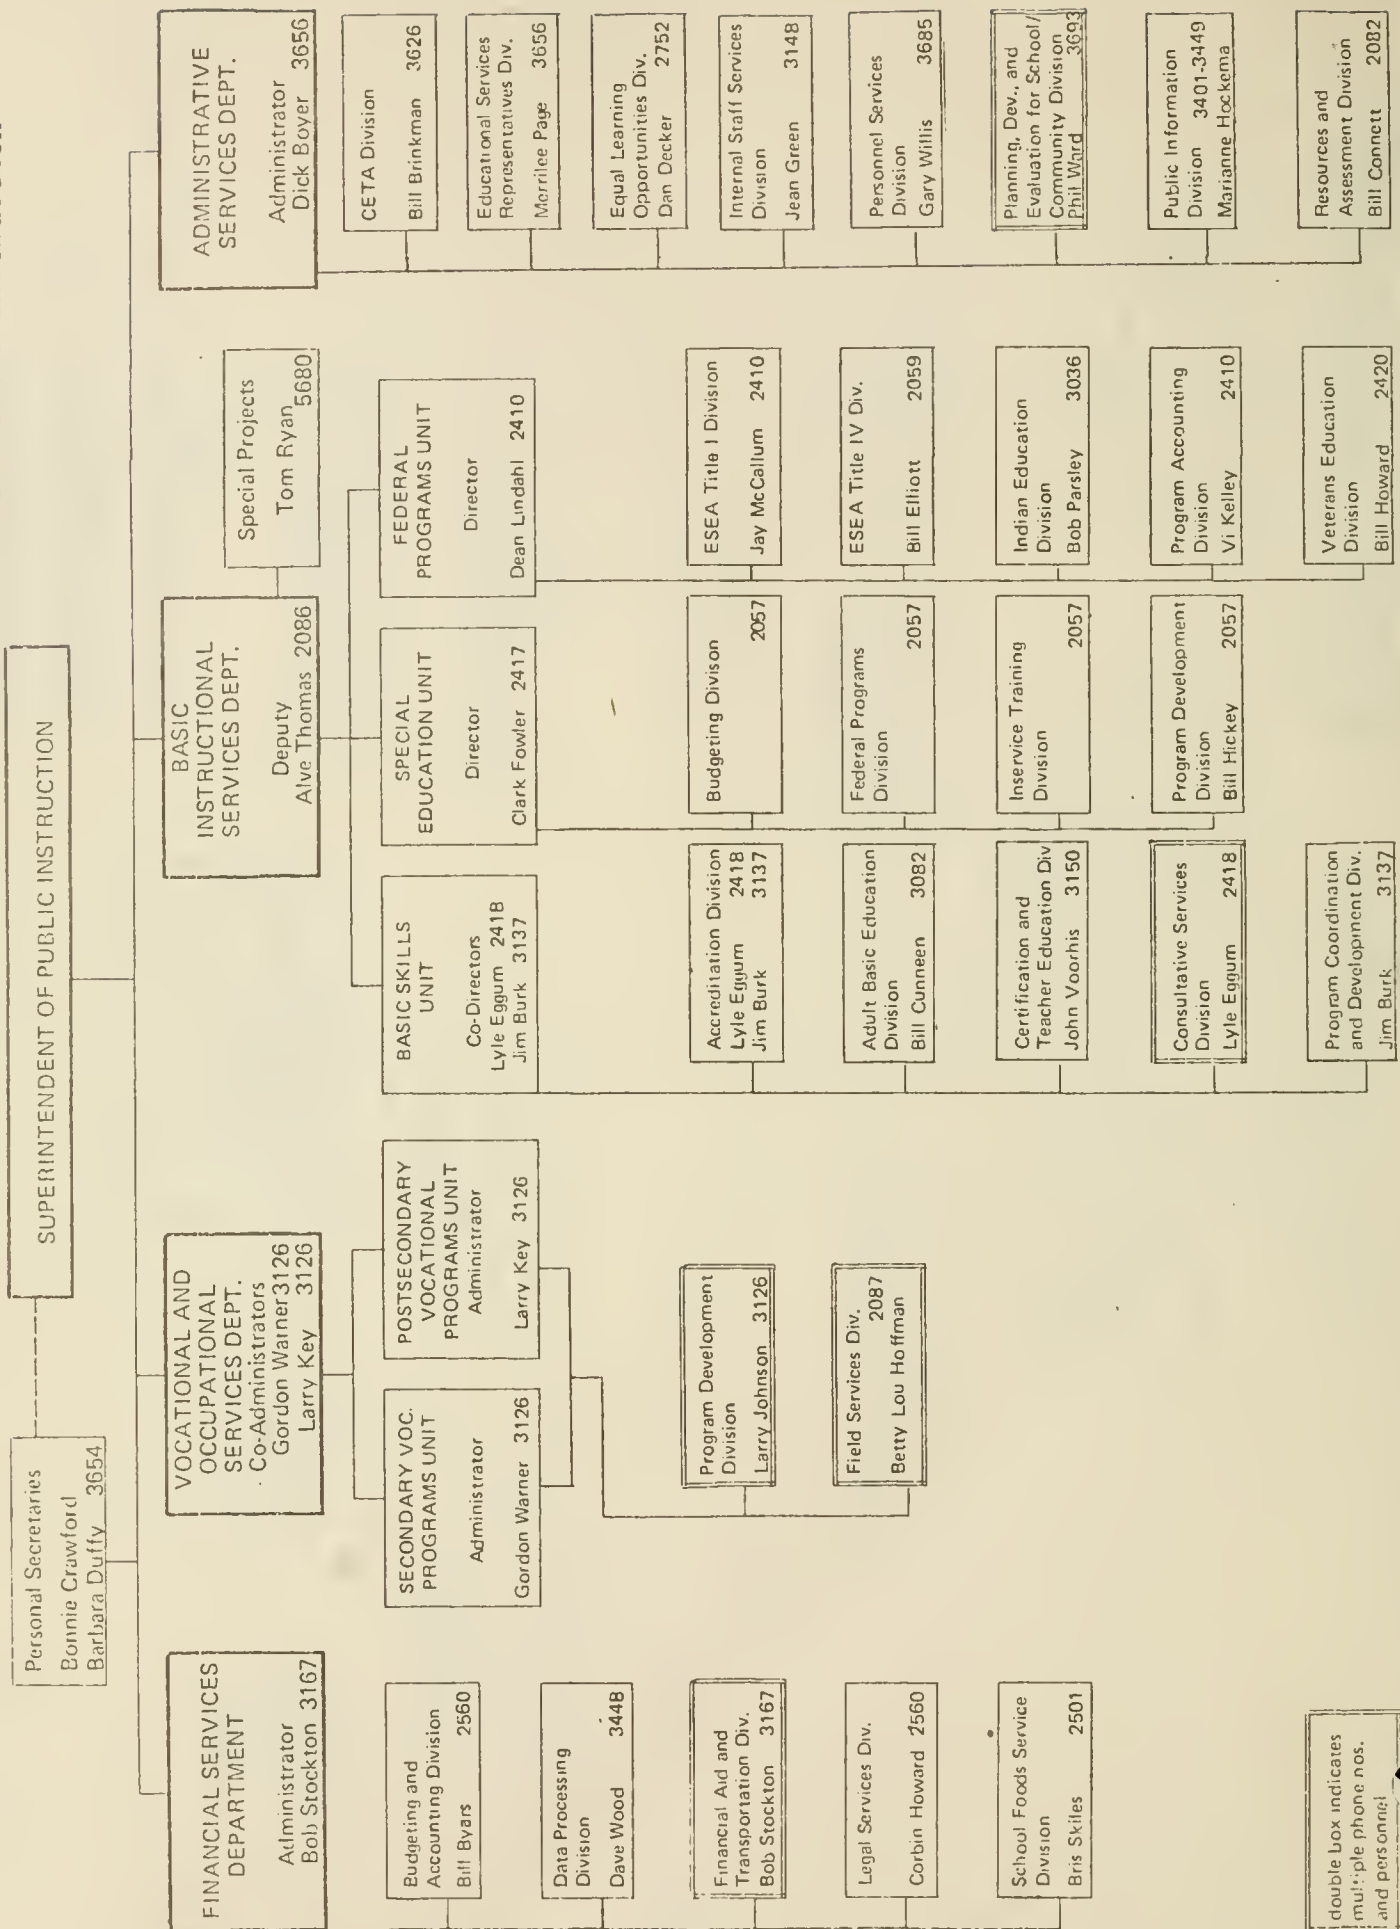 SUPERINTENDENT OF PUBLIC INSTRUCTION
Personal Secretaries
Bonnie Crawford
Barbara Duffy 3654
FINANCIAL SERVICES
DEPARTMENT
Administrator
Bob Stockton 3167
Budgeting and
Accounting Division
Bill Byars 2560
Data Processing
Division
Dave Wood 3448
Financial Aid and
Transportation Div.
Bob Stockton 3167
Legal Services Div.
Corbin Howard 2560
School Foods Service
Division
Bris Skiles 2501
double box indicates
multiple phone nos.
and personnel
VOCATIONAL AND
OCCUPATIONAL
SERVICES DEPT.
Co-Administrators
Gordon Warner 3126
Larry Key 3126
SECONDARY VOC.
PROGRAMS UNIT
Administrator
Gordon Warner 3126
POSTSECONDARY
VOCATIONAL
PROGRAMS UNIT
Administrator
Larry Key 3126
Program Development
Division
Larry Johnson 3126
Field Services Div.
2087
Betty Lou Hoffman
BASIC
INSTRUCTIONAL
SERVICES DEPT.
Deputy
Alve Thomas 2086
Special Projects
Tom Ryan
5680
BASIC SKILLS
UNIT
Co-Directors
Lyle Eggum 2418
Jim Burk 3137
Accreditation Division
Lyle Eggum 2418
Jim Burk 3137
Adult Basic Education
Division
Bill Cunneen 3082
Certification and
Teacher Education Div
John Voorhis 3150
Consultative Services
Division
Lyle Eggum 2418
Program Coordination
and Development Div.
Jim Burk 3137
SPECIAL
EDUCATION UNIT
Director
Clark Fowler 2417
Budgeting Divison
2057
Federal Programs
Division
2057
Inservice Training
Division
2057
Program Development
Division
Bill Hickey 2057
FEDERAL
PROGRAMS UNIT
Director
Dean Lindahl 2410
ESEA Title I Division
Jay McCallum 2410
ESEA Title IV Div.
Bill Elliott 2059
Indian Education
Division
Bob Parsley 3036
Program Accounting
Division
Vi Kelley 2410
Veterans Education
Division
Bill Howard 2420
ADMINISTRATIVE
SERVICES DEPT.
Administrator
Dick Boyer 3656
CETA Division
Bill Brinkman 3626
Educational Services
Representatives Div.
Merrilee Page 3656
Equal Learning
Opportunities Div.
Dan Decker 2752
Internal Staff Services
Division
Jean Green 3148
Personnel Services
Division
Gary Willis 3685
Planning, Dev., and
Evaluation for School/
Community Division
Phil Ward 3693
Public Information
Division 3401-3449
Marianne Hockema
Resources and
Assessment Division
Bill Connett 2082